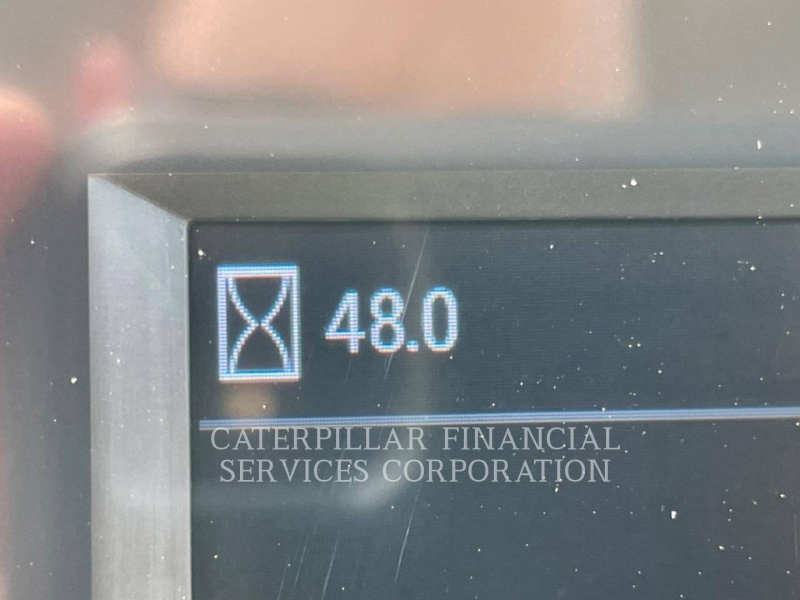 48.0
CATERPILLAR FINANCIAL
SERVICES CORPORATION